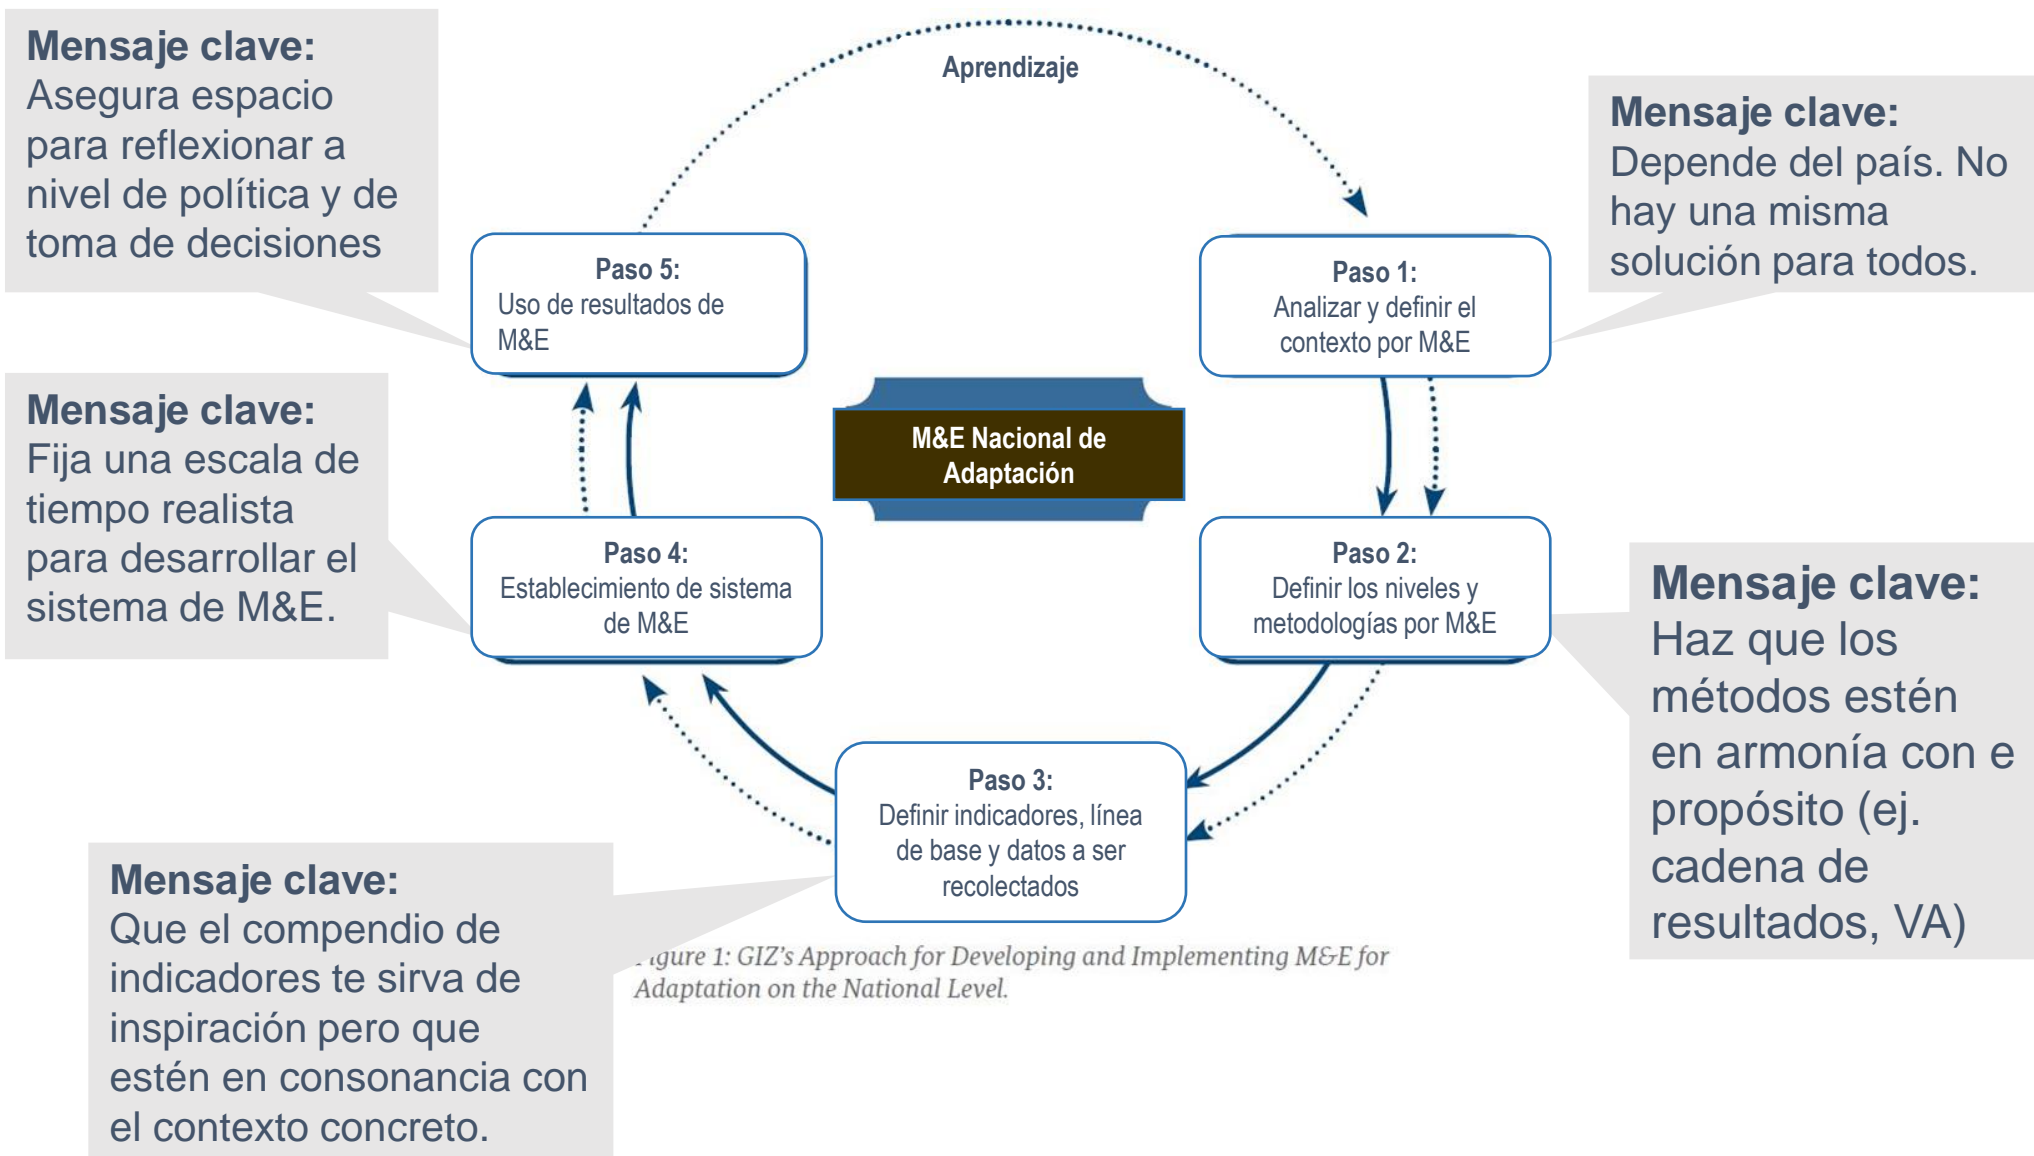 Mensaje clave:
Asegura espacio
para reflexionar a
nivel de política y de
toma de decisiones
Aprendizaje
Mensaje clave:
Depende del país. No
hay una misma
solución para todos.
Paso 5:
Uso de resultados de
M&E
Paso 1:
Analizar y definir el
contexto por M&E
Mensaje clave:
Fija una escala de
tiempo realista
para desarrollar el
sistema de M&E.
M&E Nacional de
Adaptación
Paso 4:
Establecimiento de sistema
de M&E
Paso 2:
Definir los niveles y
metodologías por M&E
Mensaje clave:
Haz que los
métodos estén
en armonía con e
propósito (ej.
cadena de
resultados, VA)
Paso 3:
Definir indicadores, línea
de base y datos a ser
recolectados
Mensaje clave:
Que el compendio de
indicadores te sirva de
inspiración pero que
estén en consonancia con
el contexto concreto.
Figure 1: GIZ's Approach for Developing and Implementing M&E for
Adaptation on the National Level.